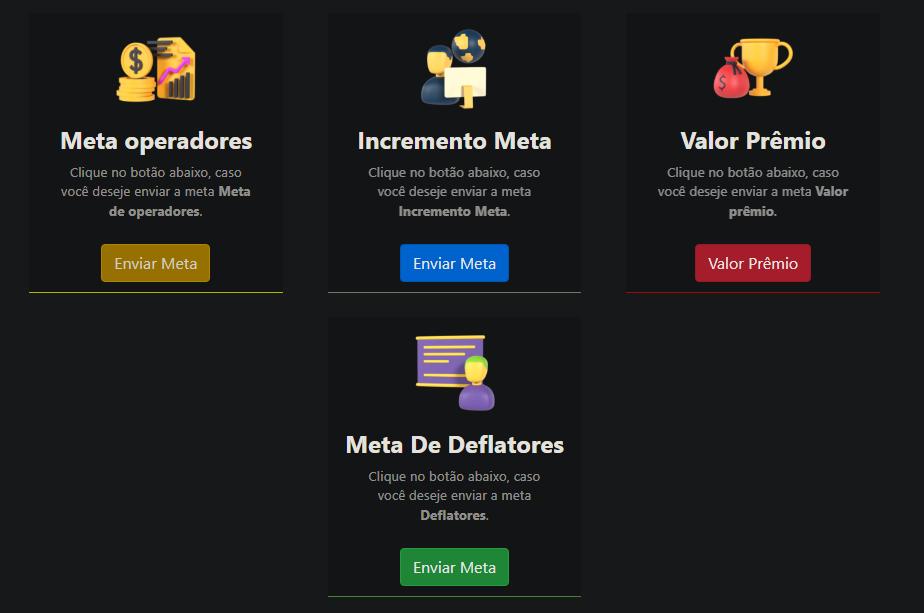 Meta operadores
Clique no botão abaixo, caso
você deseje enviar a meta Meta
de operadores.
Enviar Meta
Incremento Meta
Clique no botão abaixo, caso
você deseje enviar a meta
Incremento Meta.
Enviar Meta
Valor Prêmio
Clique no botão abaixo, caso
você deseje enviar a meta Valor
prêmio.
Valor Prêmio
Meta De Deflatores
Clique no botão abaixo, caso
você deseje enviar a meta
Deflatores.
Enviar Meta